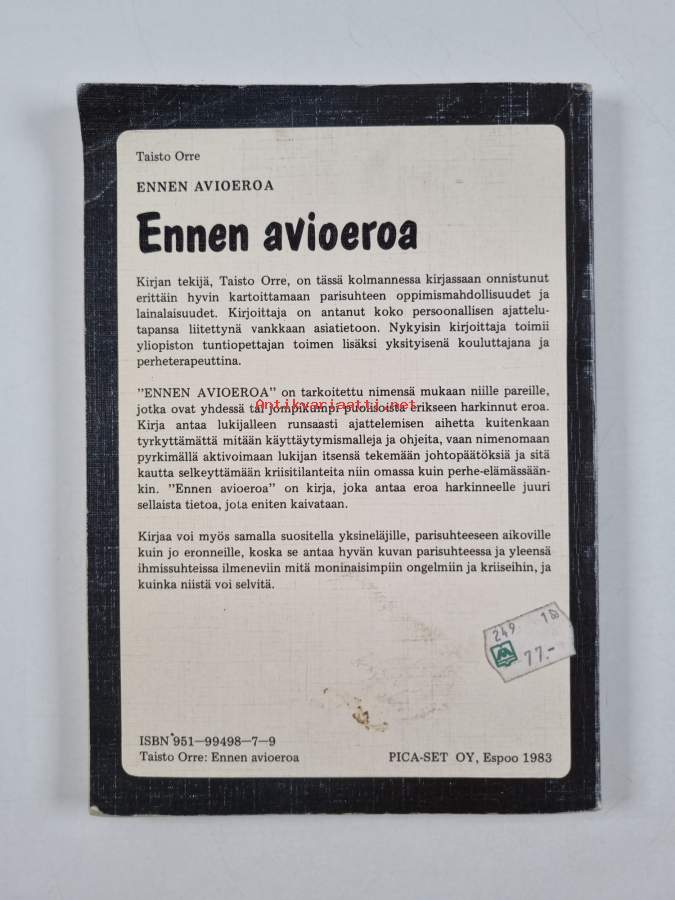 Taisto Orre
ENNEN AVIOEROA
Ennen avioeroa
Kirjan tekijä, Taisto Orre, on tässä kolmannessa kirjassaan onnistunut
erittäin hyvin kartoittamaan parisuhteen oppimismahdollisuudet ja
lainalaisuudet. Kirjoittaja on antanut koko persoonallisen ajattelu-
tapansa liitettynä vankkaan asiatietoon. Nykyisin kirjoittaja toimii
yliopiston tuntiopettajan toimen lisäksi yksityisenä kouluttajana ja
perheterapeuttina.
"ENNEN AVIOEROA" on tarkoitettu nimensä mukaan niille pareille,
jotka ovat yhdessä tai jompikumpi puolisoista erikseen harkinnut eroa.
Antikvariaatti.net
Kirja antaa lukijalleen runsaasti ajattelemisen aihetta kuitenkaan
tyrkyttämättä mitään käyttäytymismalleja ja ohjeita, vaan nimenomaan
pyrkimällä aktivoimaan lukijan itsensä tekemään johtopäätöksiä ja sitä
kautta selkeyttämään kriisitilanteita niin omassa kuin perhe-elämässään-
kin. "Ennen avioeroa" on kirja, joka antaa eroa harkinneelle juuri
sellaista tietoa, jota eniten kaivataan.
Kirjaa voi myös samalla suositella yksineläjille, parisuhteeseen aikoville
kuin jo eronneille, koska se antaa hyvän kuvan parisuhteessa ja yleensä
ihmissuhteissa ilmeneviin mitä moninaisimpiin ongelmiin ja kriiseihin, ja
kuinka niistä voi selvitä.
249
77.-
ISBN 951—99498—7—9
Taisto Orre: Ennen avioeroa
PICA-SET OY, Espoo 1983